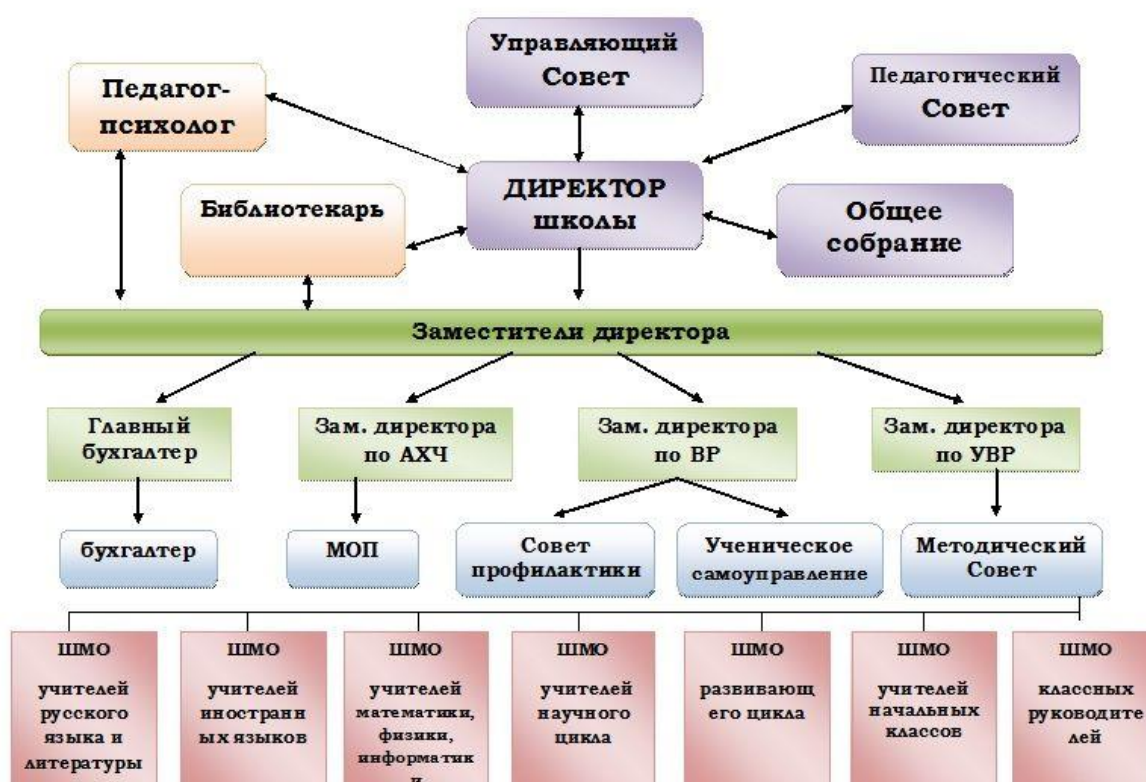 Управляющий
Совет
Педагог-
психолог
Педагогический
Совет
ДИРЕКТОР
школы
Библиотекарь
Общее
собрание
Заместители директора
Главный
бухгалтер
Зам. директора
по АХЧ
Зам. директора
по ВР
Зам. директора
по УВР
бухгалтер
МОП
Совет
профилактики
Ученическое
самоуправление
Методический
Совет
ШМО
учителей
русского
языка и
литературы
ШМО
учителей
иностранн
ых языков
ШМО
учителей
математики,
физики,
информатик
и
ШМО
учителей
научного
цикла
ШМО
развивающ
его цикла
ШМО
учителей
начальных
классов
ШМО
классных
руководите
лей